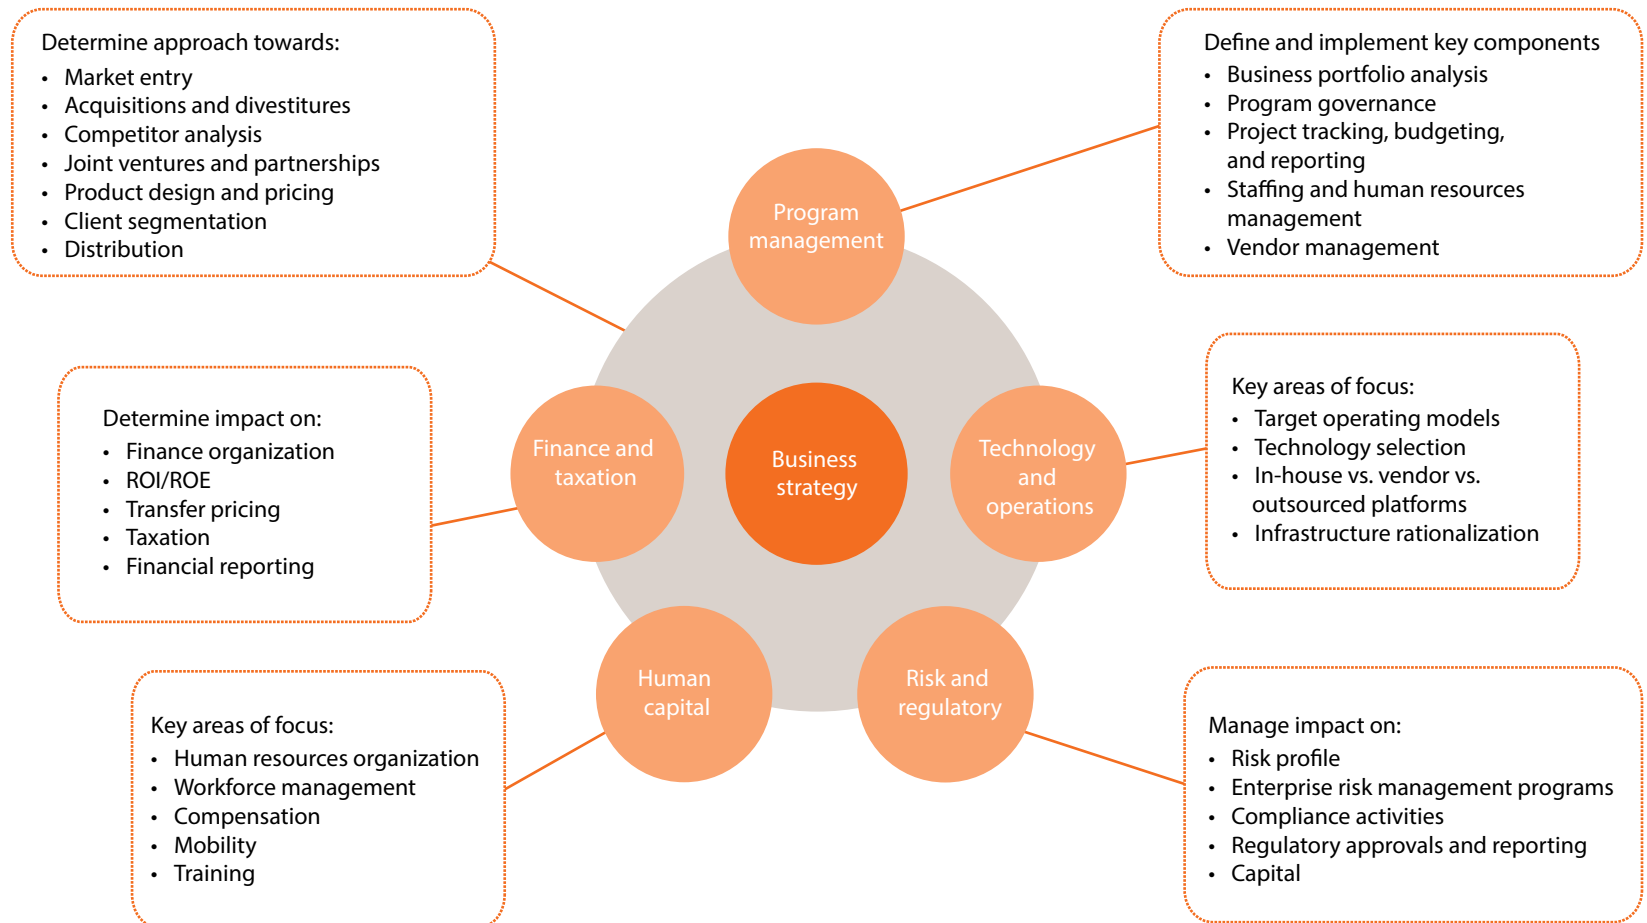 Determine approach towards:
• Market entry
• Acquisitions and divestitures
• Competitor analysis
• Joint ventures and partnerships
• Product design and pricing
• Client segmentation
• Distribution
Define and implement key components
• Business portfolio analysis
• Program governance
• Project tracking, budgeting,
and reporting
• Staffing and human resources
management
• Vendor management
Program
management
Determine impact on:
• Finance organization
• ROI/ROE
• Transfer pricing
• Taxation
• Financial reporting
Finance and
taxation
Business
strategy
Technology
and
operations
Key areas of focus:
• Target operating models
• Technology selection
• In-house vs. vendor vs.
outsourced platforms
• Infrastructure rationalization
Human
capital
Risk and
regulatory
Key areas of focus:
• Human resources organization
• Workforce management
• Compensation
• Mobility
• Training
Manage impact on:
• Risk profile
• Enterprise risk management programs
• Compliance activities
• Regulatory approvals and reporting
• Capital